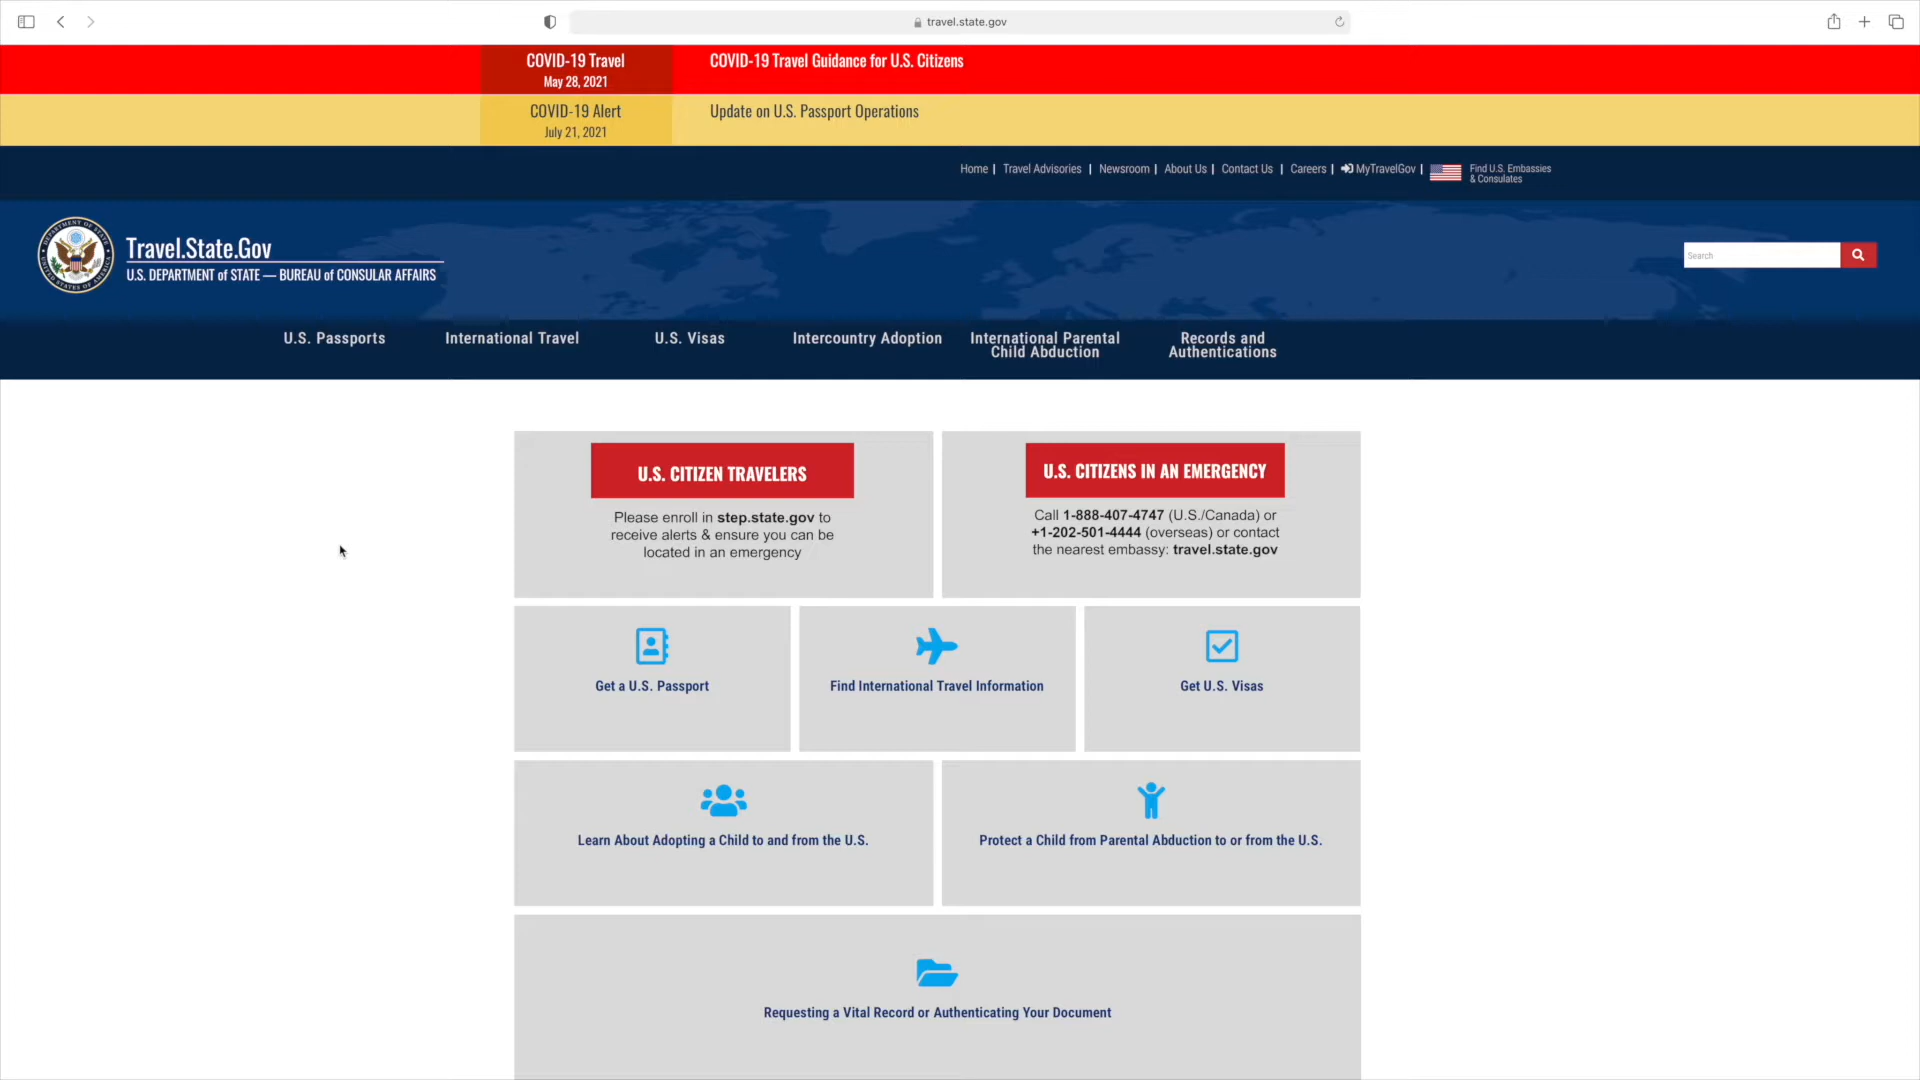 travel.state.gov
COVID-19 Travel
May 28, 2021
COVID-19 Travel Guidance for U.S. Citizens
COVID-19 Alert
July 21, 2021
Update on U.S. Passport Operations
Home | Travel Advisories | Newsroom | About Us | Contact Us | Careers | MyTravelGov | Find U.S. Embassies
& Consulates
Travel.State.Gov
U.S. DEPARTMENT of STATE — BUREAU of CONSULAR AFFAIRS
Search
U.S. Passports
International Travel
U.S. Visas
Intercountry Adoption
International Parental
Child Abduction
Records and
Authentications
U.S. CITIZEN TRAVELERS
Please enroll in step.state.gov to
receive alerts & ensure you can be
located in an emergency
U.S. CITIZENS IN AN EMERGENCY
Call 1-888-407-4747 (U.S./Canada) or
+1-202-501-4444 (overseas) or contact
the nearest embassy: travel.state.gov
Get a U.S. Passport
Find International Travel Information
Get U.S. Visas
Learn About Adopting a Child to and from the U.S.
Protect a Child from Parental Abduction to or from the U.S.
Requesting a Vital Record or Authenticating Your Document